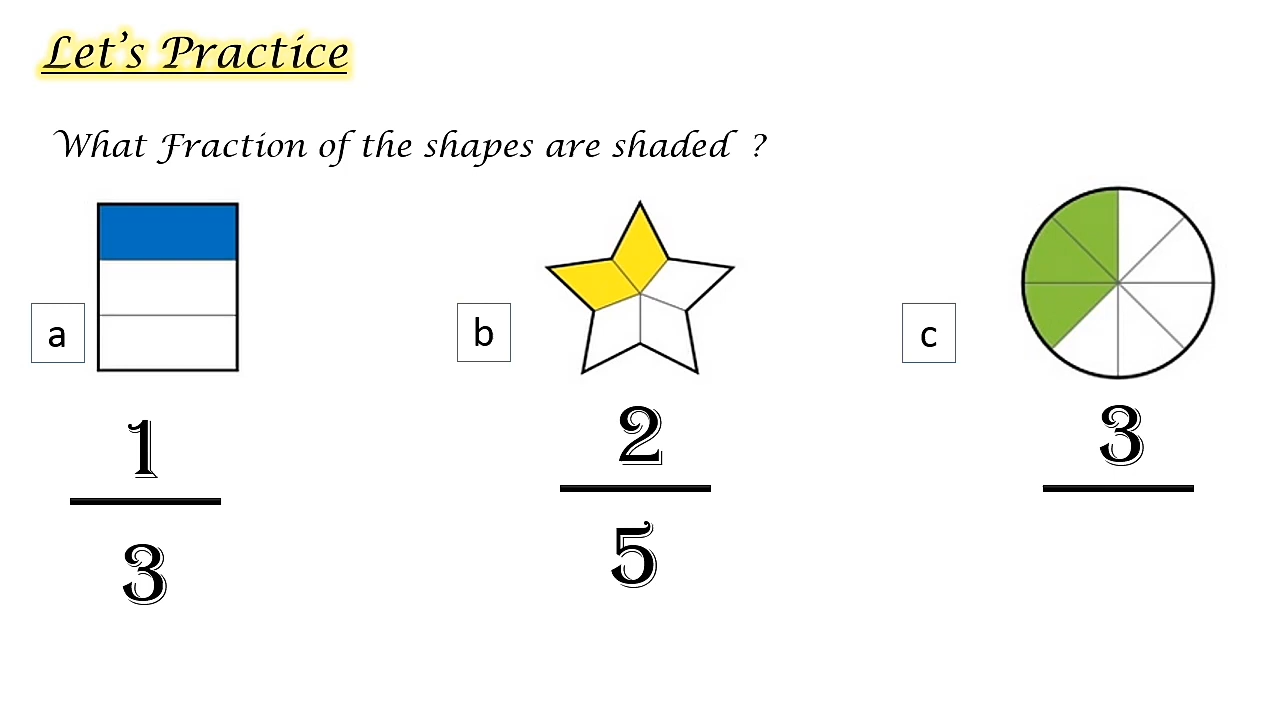 Let's Practice
What Fraction of the shapes are shaded ?
a
b
c
1
3
2
5
3